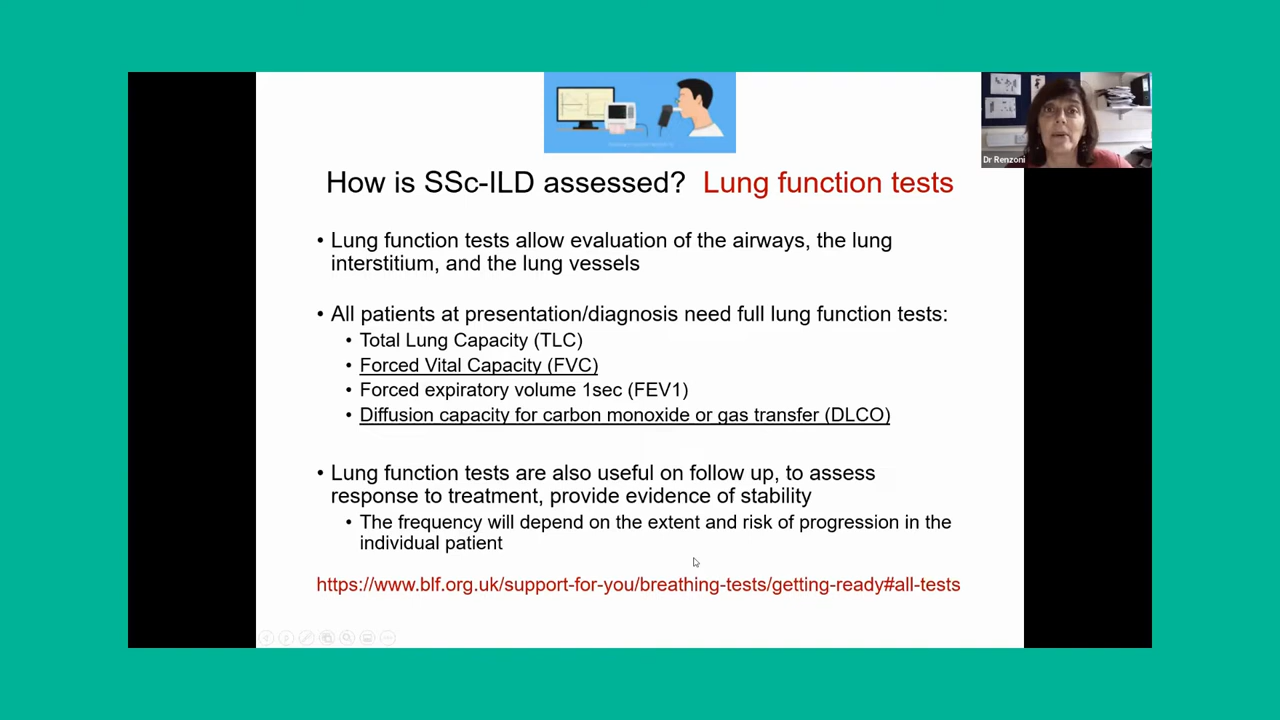 Dr Renzoni
How is SSc-ILD assessed? Lung function tests
• Lung function tests allow evaluation of the airways, the lung
interstitium, and the lung vessels
• All patients at presentation/diagnosis need full lung function tests:
• Total Lung Capacity (TLC)
• Forced Vital Capacity (FVC)
• Forced expiratory volume 1sec (FEV1)
• Diffusion capacity for carbon monoxide or gas transfer (DLCO)
• Lung function tests are also useful on follow up, to assess
response to treatment, provide evidence of stability
• The frequency will depend on the extent and risk of progression in the
individual patient
https://www.blf.org.uk/support-for-you/breathing-tests/getting-ready#all-tests